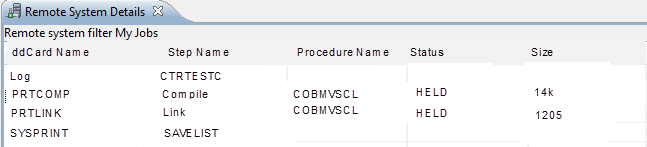 Remote System Details
Remote system filter My Jobs
ddCard Name Step Name Procedure Name Status Size
Log CTRTESTC
PRTCOMP Compile COBMVSCL HELD 14k
PRTLINK Link COBMVSCL HELD 1205
SYSPRINT SAVELIST